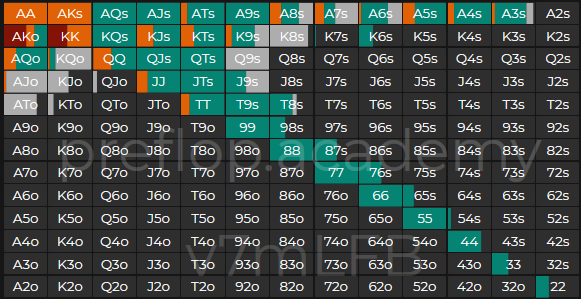 AA AKs AQs AJs ATs A9s A8s A7s A6s A5s A4s A3s A2s
AKo KK KQs KJs KTs K9s K8s K7s K6s K5s K4s K3s K2s
AQo KQo QQ QJs QTs Q9s Q8s Q7s Q6s Q5s Q4s Q3s Q2s
AJo KJo QJo JJ JTs J9s J8s J7s J6s J5s J4s J3s J2s
ATo KTo QTo JTo TT T9s T8s T7s T6s T5s T4s T3s T2s
A9o K9o Q9o J9o T9o 99 98s 97s 96s 95s 94s 93s 92s
A8o K8o Q8o J8o T8o 98o 88 87s 86s 85s 84s 83s 82s
preflop.academy
A7o K7o Q7o J7o T7o 97o 87o 77 76s 75s 74s 73s 72s
A6o K6o Q6o J6o T6o 96o 86o 76o 66 65s 64s 63s 62s
A5o K5o Q5o J5o T5o 95o 85o 75o 65o 55 54s 53s 52s
A4o K4o Q4o J4o T4o 94o 84o 74o 64o 54o 44 43s 42s
v7mLFB
A3o K3o Q3o J3o T3o 93o 83o 73o 63o 53o 43o 33 32s
A2o K2o Q2o J2o T2o 92o 82o 72o 62o 52o 42o 32o 22